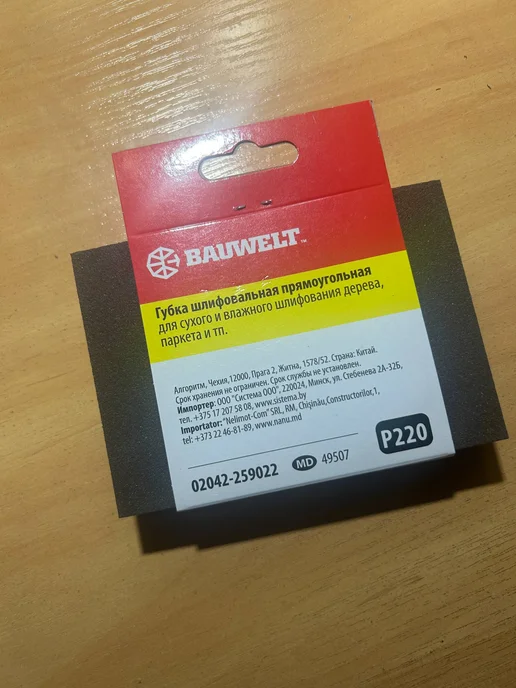 BAUWELT™
Губка шлифовальная прямоугольная
для сухого и влажного шлифования дерева,
паркета и тп.
Алгоритм, Чехия,12000, Прага 2, Житна, 1578/52. Страна: Китай.
Срок хранения не ограничен. Срок службы не установлен.
Импортер: ООО "Система ООО", 220024, Минск, ул. Стебенева 2А-32Б,
тел. +375 17 207 58 08, www.sistema.by
Importator: "Nelimot-Com" SRL, RM, Chişinău,Constructorilor,1,
tel: +373 22 46-81-89, www.nanu.md
02042-259022 MD 49507 P220